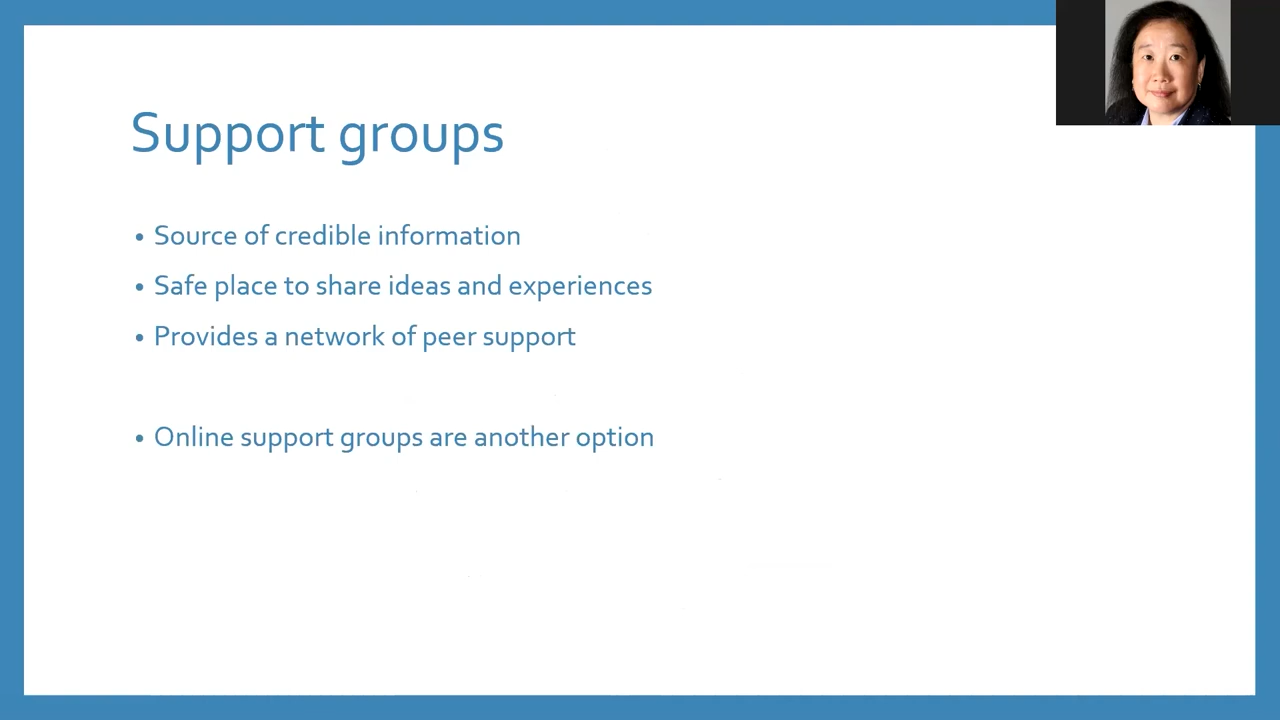 Support groups
• Source of credible information
• Safe place to share ideas and experiences
• Provides a network of peer support
• Online support groups are another option